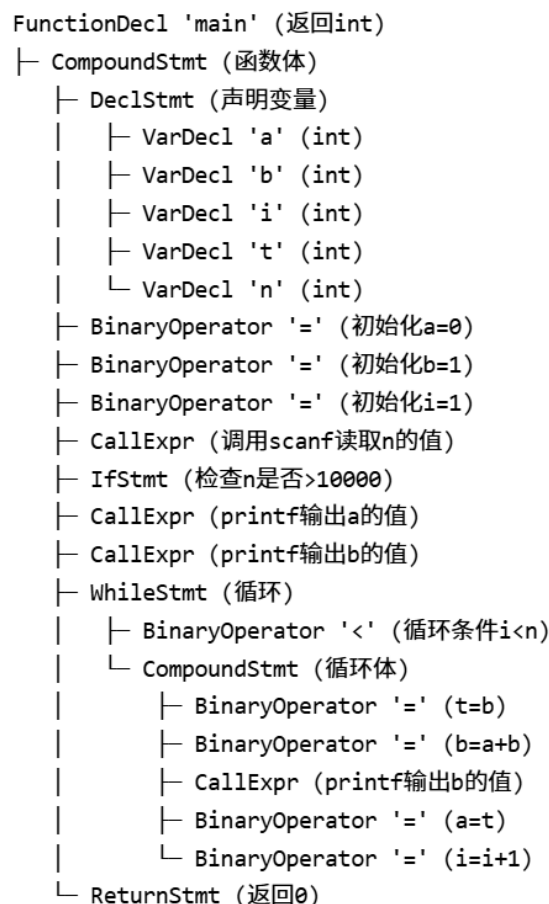 FunctionDecl 'main' (返回int)
├─ CompoundStmt (函数体)
   ├─ DeclStmt (声明变量)
   │   ├─ VarDecl 'a' (int)
   │   ├─ VarDecl 'b' (int)
   │   ├─ VarDecl 'i' (int)
   │   ├─ VarDecl 't' (int)
   │   └─ VarDecl 'n' (int)
   ├─ BinaryOperator '=' (初始化a=0)
   ├─ BinaryOperator '=' (初始化b=1)
   ├─ BinaryOperator '=' (初始化i=1)
   ├─ CallExpr (调用scanf读取n的值)
   ├─ IfStmt (检查n是否>10000)
   ├─ CallExpr (printf输出a的值)
   ├─ CallExpr (printf输出b的值)
   ├─ WhileStmt (循环)
   │   ├─ BinaryOperator '<' (循环条件i<n)
   │   └─ CompoundStmt (循环体)
   │       ├─ BinaryOperator '=' (t=b)
   │       ├─ BinaryOperator '=' (b=a+b)
   │       ├─ CallExpr (printf输出b的值)
   │       ├─ BinaryOperator '=' (a=t)
   │       └─ BinaryOperator '=' (i=i+1)
   └─ ReturnStmt (返回0)